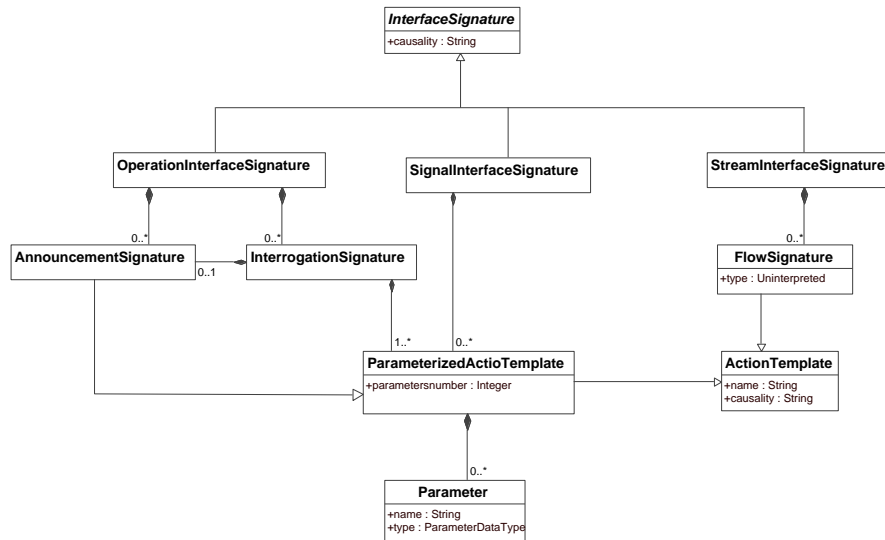 InterfaceSignature
+causality : String
OperationInterfaceSignature
SignalInterfaceSignature
StreamInterfaceSignature
0..*
0..*
0..*
AnnouncementSignature
0..1
InterrogationSignature
FlowSignature
+type : Uninterpreted
1..*
0..*
ParameterizedActioTemplate
+parametersnumber : Integer
ActionTemplate
+name : String
+causality : String
0..*
Parameter
+name : String
+type : ParameterDataType